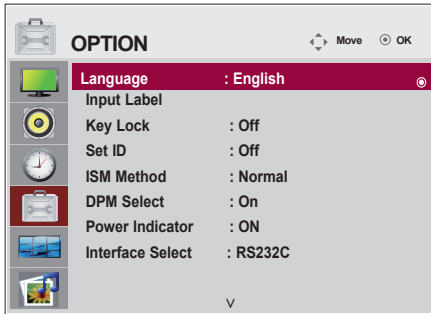 OPTION Move OK
Language : English
Input Label
Key Lock : Off
Set ID : Off
ISM Method : Normal
DPM Select : On
Power Indicator : ON
Interface Select : RS232C